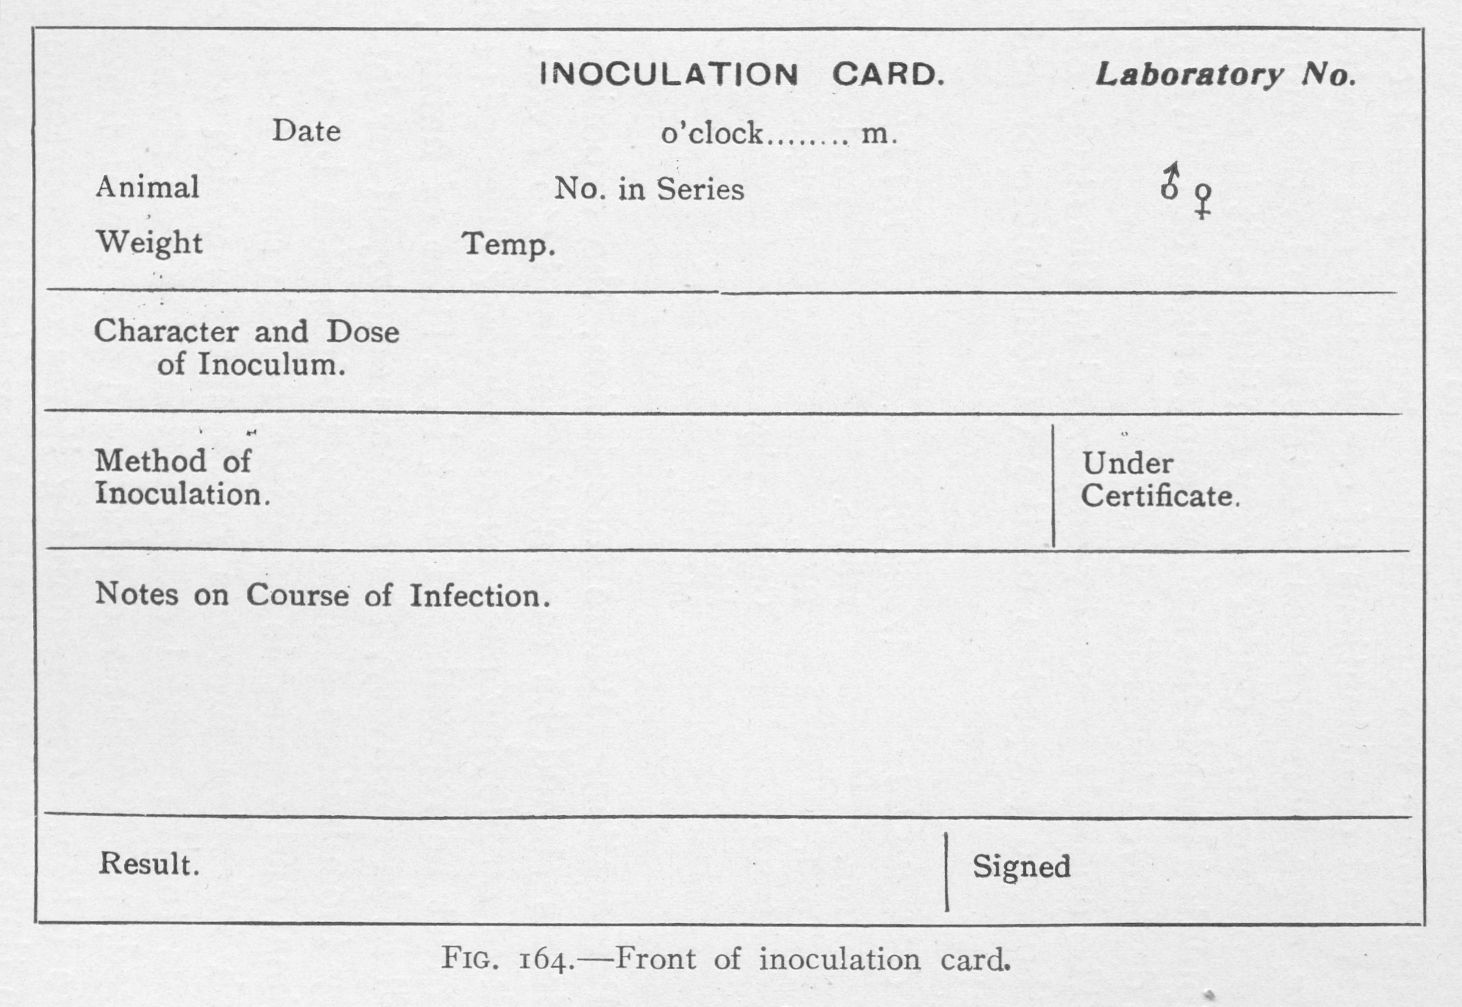 INOCULATION CARD. Laboratory No.
Date o'clock........ m.
Animal No. in Series ♂ ♀
Weight Temp.
Character and Dose
of Inoculum.
Method of
Inoculation.
Under
Certificate.
Notes on Course of Infection.
Result. Signed
FIG. 164.—Front of inoculation card.